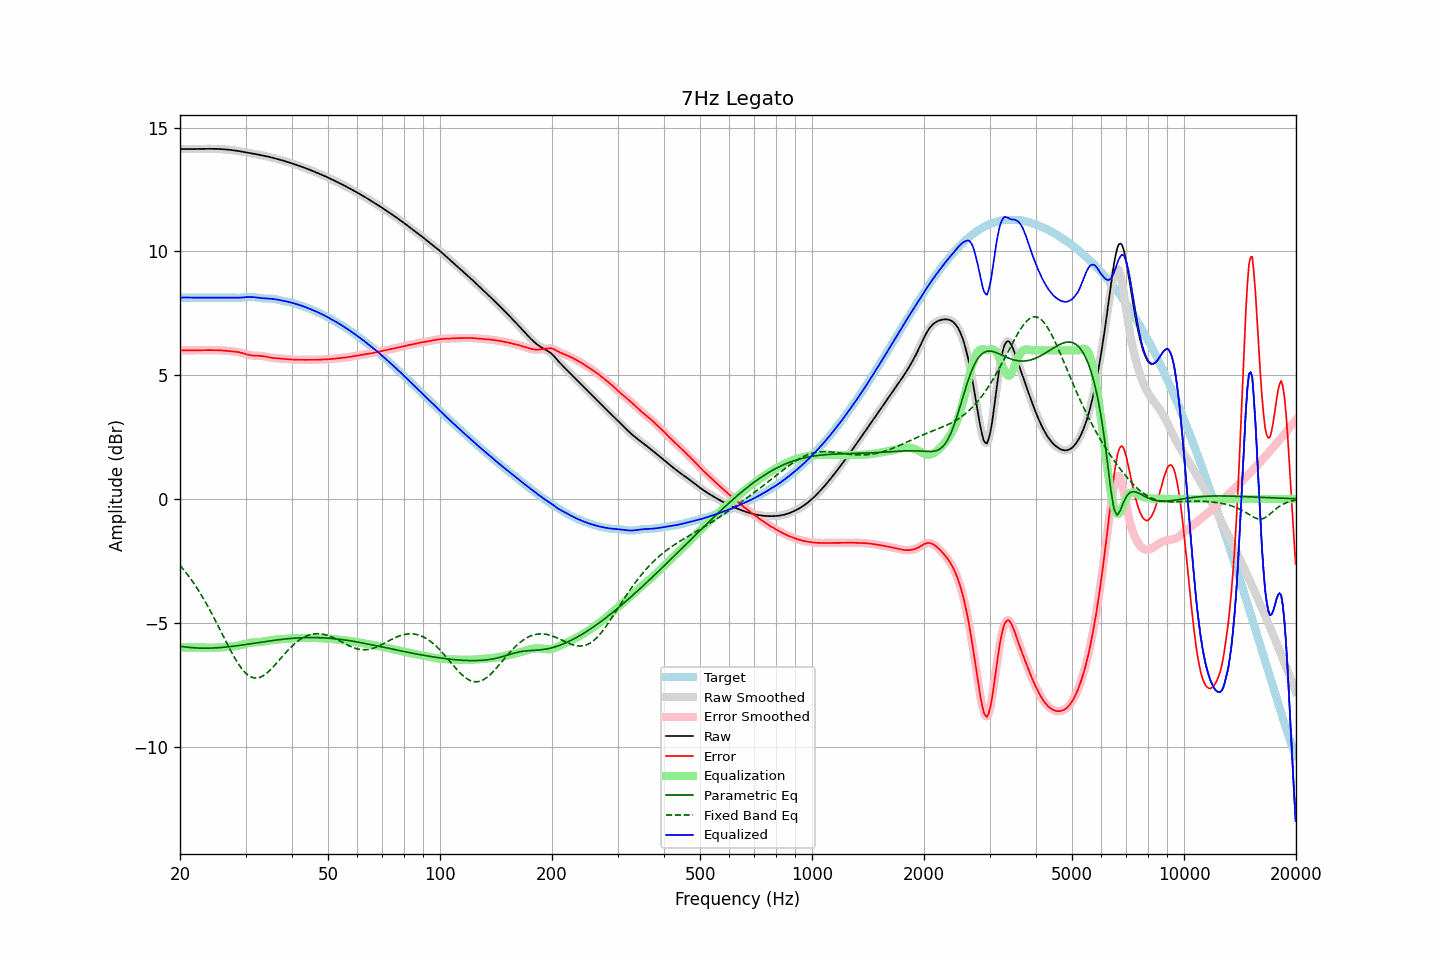 7Hz Legato
15
10
5
0
−5
−10
Amplitude (dBr)
20
50
100
200
500
1000
2000
5000
10000
20000
Frequency (Hz)
Target
Raw Smoothed
Error Smoothed
Raw
Error
Equalization
Parametric Eq
Fixed Band Eq
Equalized